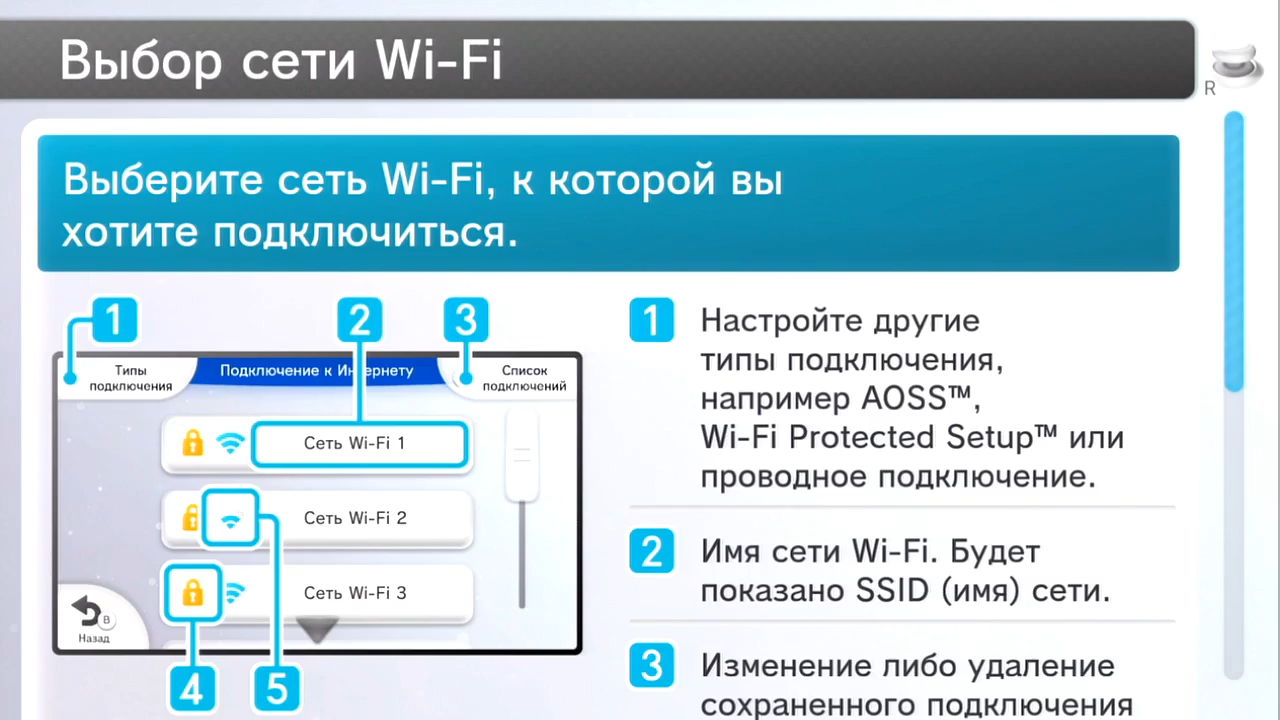 Выбор сети Wi-Fi
R
Выберите сеть Wi-Fi, к которой вы
хотите подключиться.
1
2
3
Типы
подключения
Подключение к Интернету
Список
подключений
Сеть Wi-Fi 1
Сеть Wi-Fi 2
Сеть Wi-Fi 3
B
Назад
4
5
1
Настройте другие
типы подключения,
например AOSS™,
Wi-Fi Protected Setup™ или
проводное подключение.
2
Имя сети Wi-Fi. Будет
показано SSID (имя) сети.
3
Изменение либо удаление
сохраненного подключения